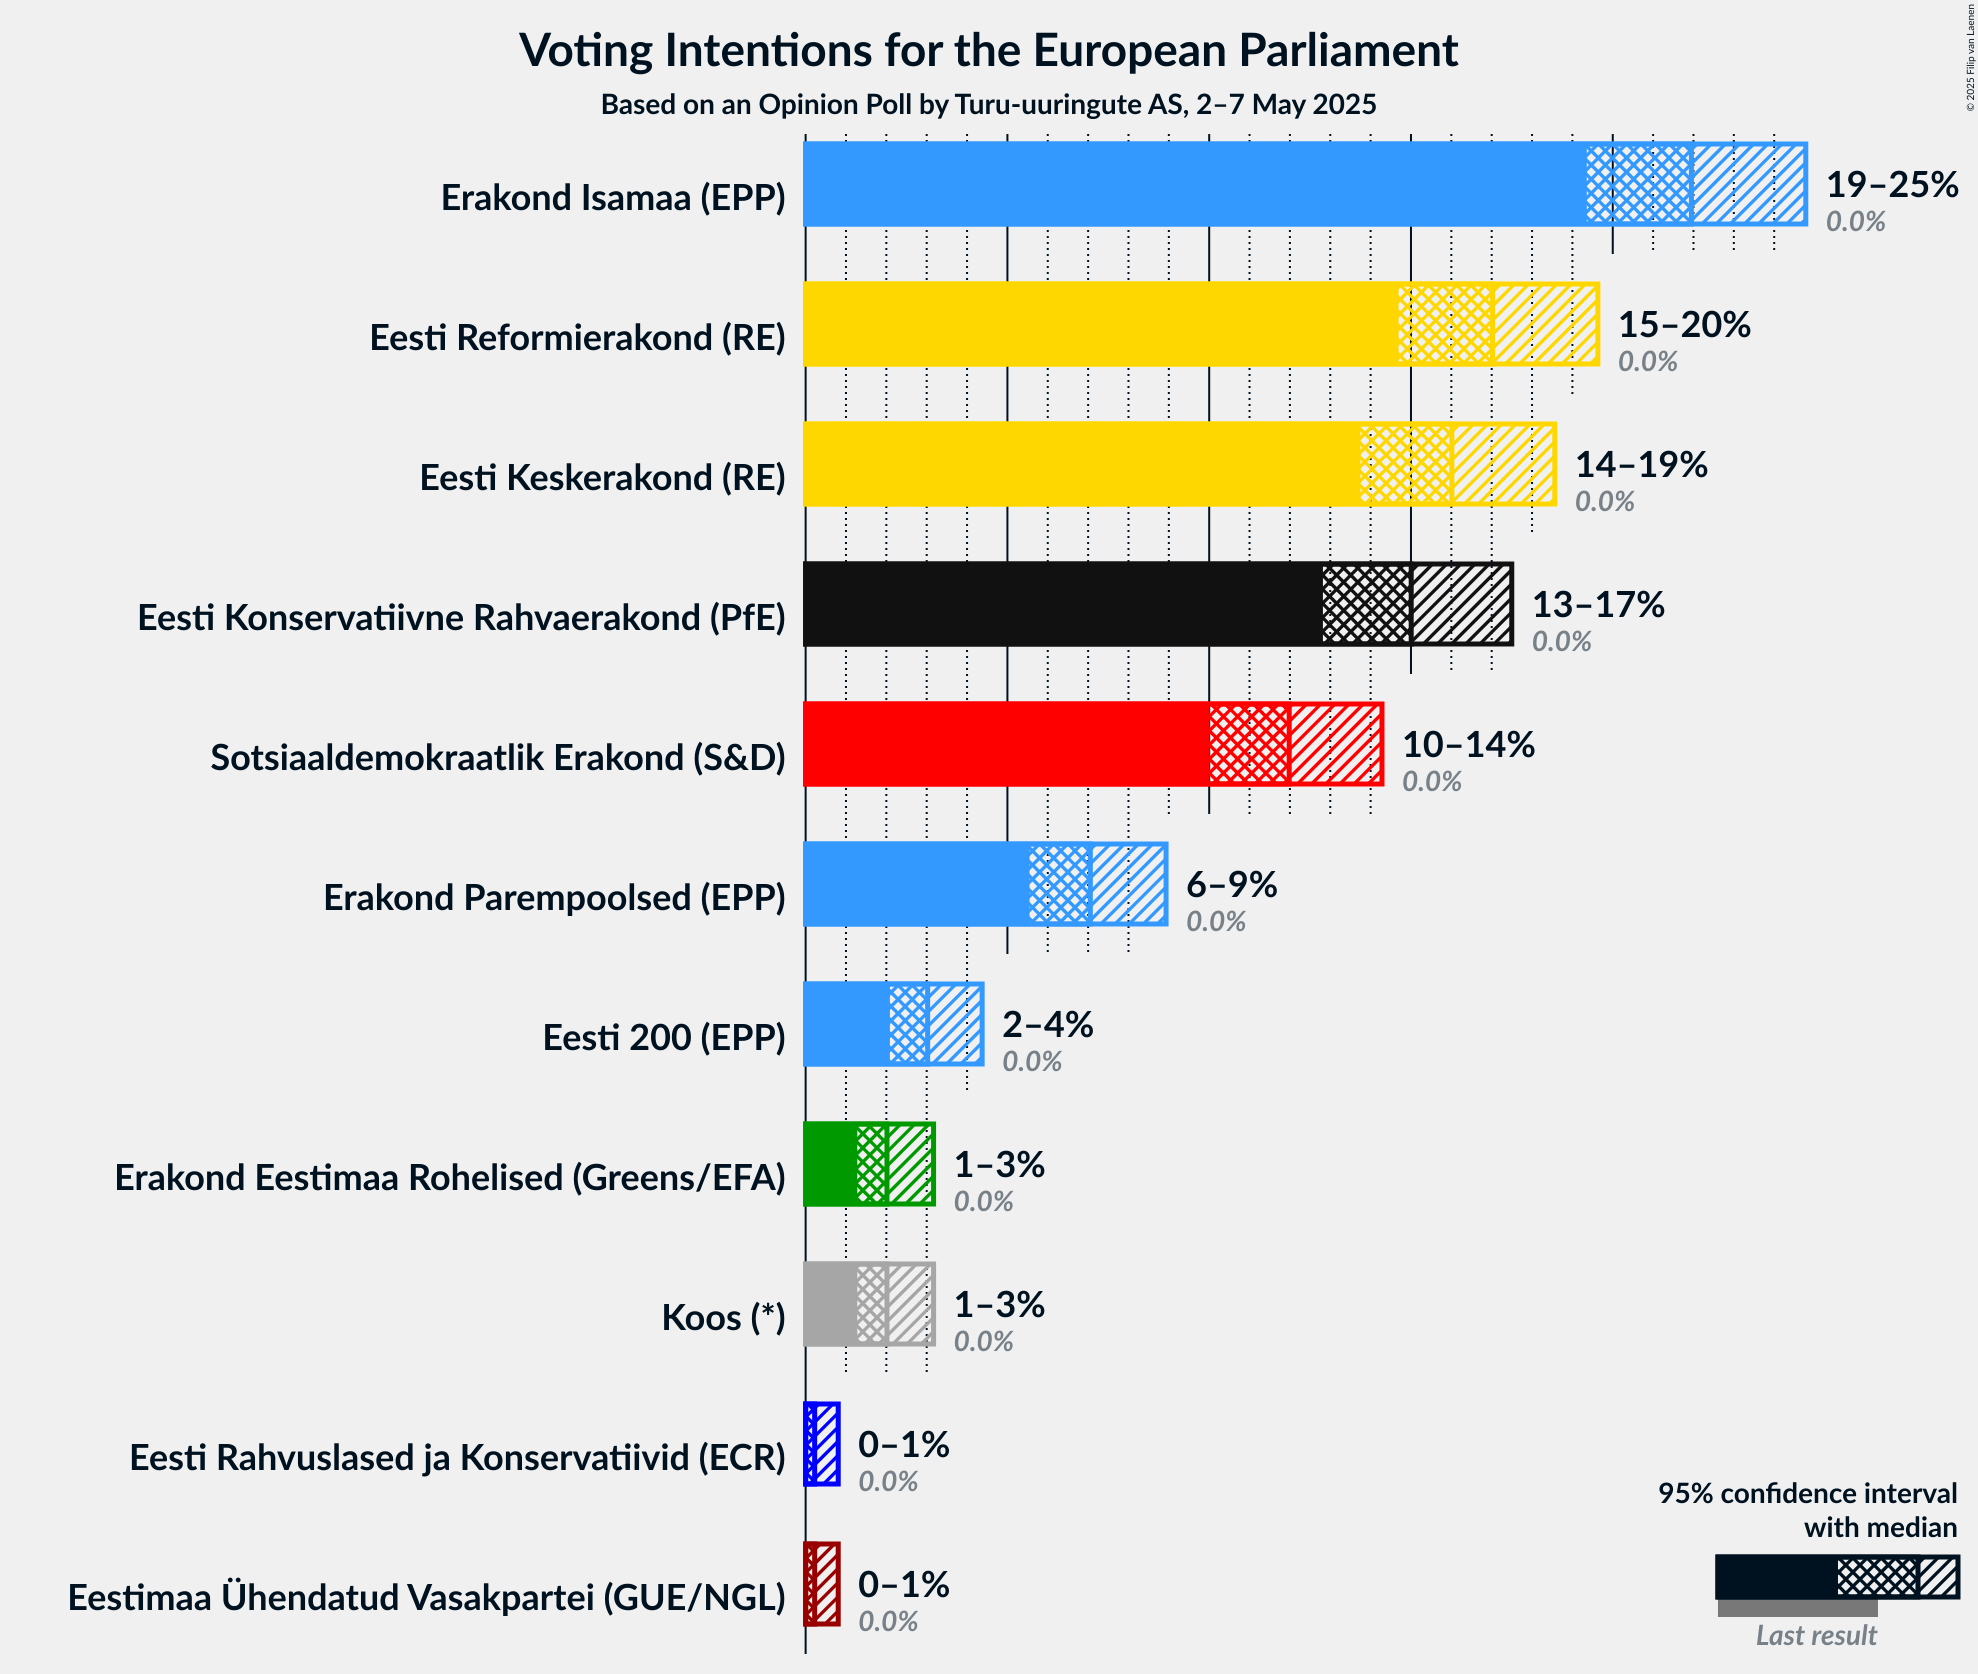 Voting Intentions for the European Parliament
Based on an Opinion Poll by Turu-uuringute AS, 2–7 May 2025
© 2025 Filip van Laenen
Erakond Isamaa (EPP)
19–25%
0.0%
Eesti Reformierakond (RE)
15–20%
0.0%
Eesti Keskerakond (RE)
14–19%
0.0%
Eesti Konservatiivne Rahvaerakond (PfE)
13–17%
0.0%
Sotsiaaldemokraatlik Erakond (S&D)
10–14%
0.0%
Erakond Parempoolsed (EPP)
6–9%
0.0%
Eesti 200 (EPP)
2–4%
0.0%
Erakond Eestimaa Rohelised (Greens/EFA)
1–3%
0.0%
Koos (*)
1–3%
0.0%
Eesti Rahvuslased ja Konservatiivid (ECR)
0–1%
0.0%
Eestimaa Ühendatud Vasakpartei (GUE/NGL)
0–1%
0.0%
95% confidence interval
with median
Last result